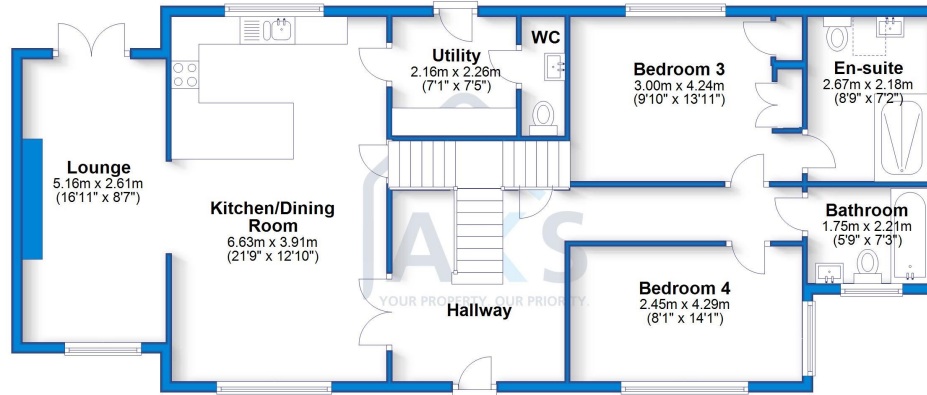 Lounge
5.16m x 2.61m
(16'11" x 8'7")
Kitchen/Dining
Room
6.63m x 3.91m
(21'9" x 12'10")
Utility
2.16m x 2.26m
(7'1" x 7'5")
WC
Bedroom 3
3.00m x 4.24m
(9'10" x 13'11")
En-suite
2.67m x 2.18m
(8'9" x 7'2")
Bathroom
1.75m x 2.21m
(5'9" x 7'3")
Bedroom 4
2.45m x 4.29m
(8'1" x 14'1")
Hallway
AKS
YOUR PROPERTY, OUR PRIORITY.